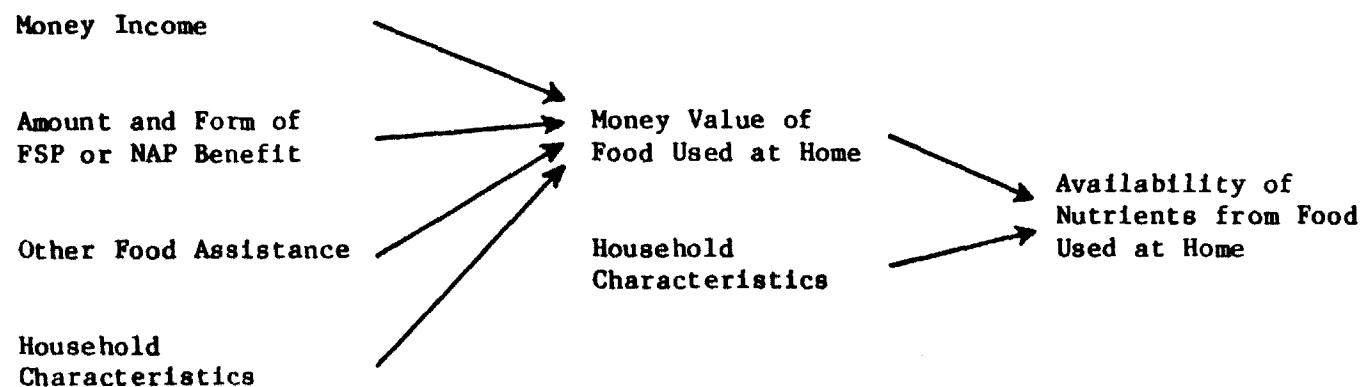 Money Income
Amount and Form of
FSP or NAP Benefit
Other Food Assistance
Household
Characteristics
Money Value of
Food Used at Home
Household
Characteristics
Availability of
Nutrients from Food
Used at Home